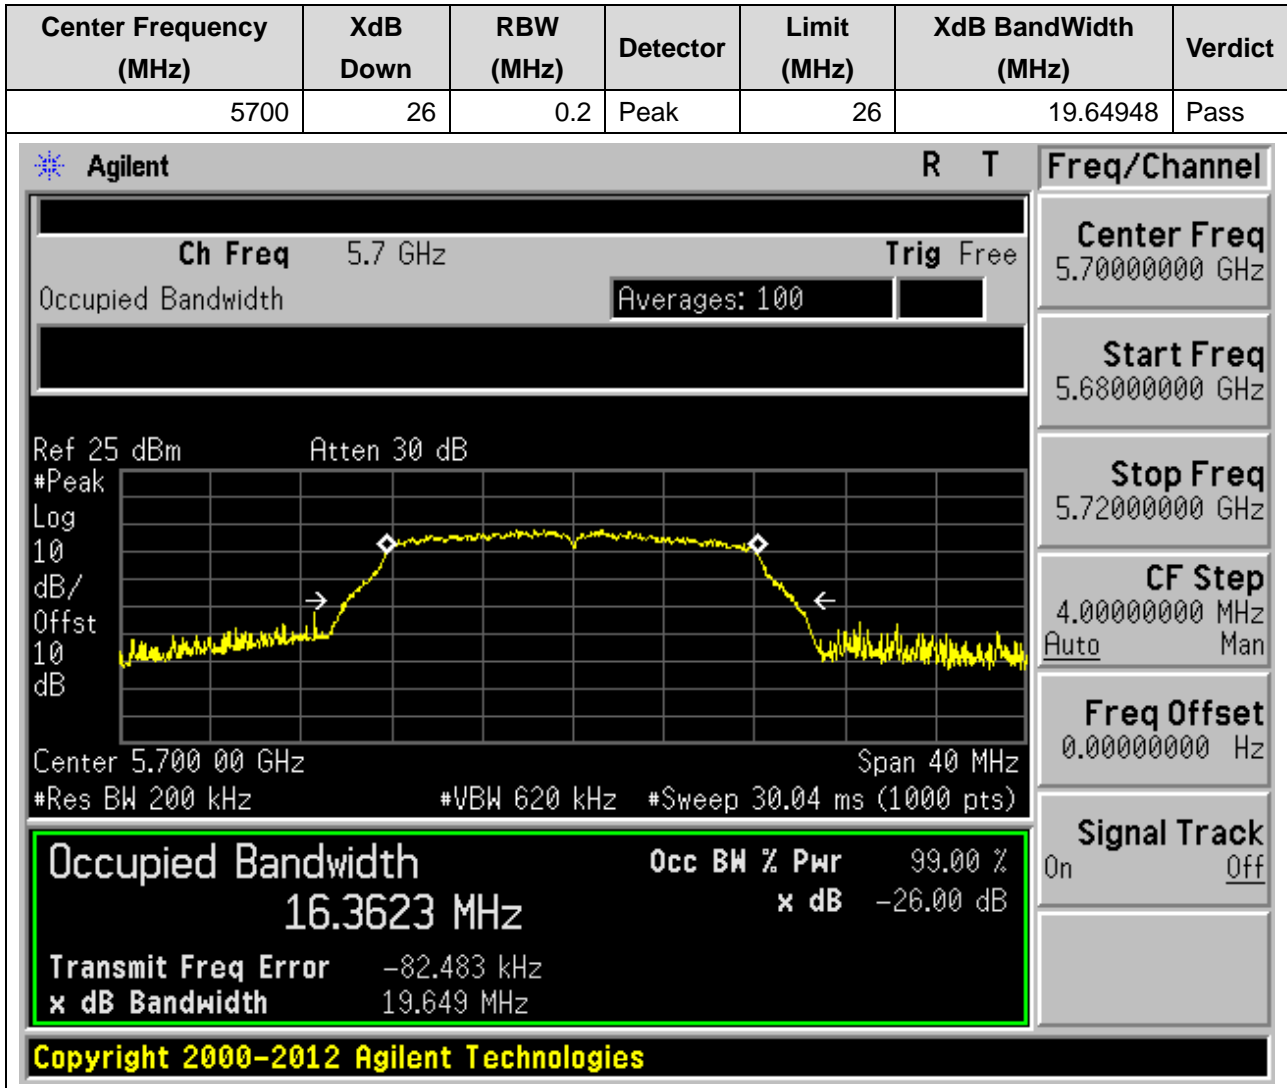 Center Frequency (MHz) XdB Down RBW (MHz) Detector Limit (MHz) XdB BandWidth (MHz) Verdict
5700 26 0.2 Peak 26 19.64948 Pass
Agilent R T Freq/Channel
Ch Freq 5.7 GHz Trig Free
Occupied Bandwidth Averages: 100
Center Freq
5.70000000 GHz
Start Freq
5.68000000 GHz
Stop Freq
5.72000000 GHz
CF Step
4.00000000 MHz
Auto Man
Freq Offset
0.00000000 Hz
Signal Track
On Off
Ref 25 dBm Atten 30 dB
#Peak
Log
10
dB/
Offst
10
dB
Center 5.700 00 GHz Span 40 MHz
#Res BW 200 kHz #VBW 620 kHz #Sweep 30.04 ms (1000 pts)
Occupied Bandwidth Occ BW % Pwr 99.00 %
16.3623 MHz x dB -26.00 dB
Transmit Freq Error -82.483 kHz
x dB Bandwidth 19.649 MHz
Copyright 2000-2012 Agilent Technologies